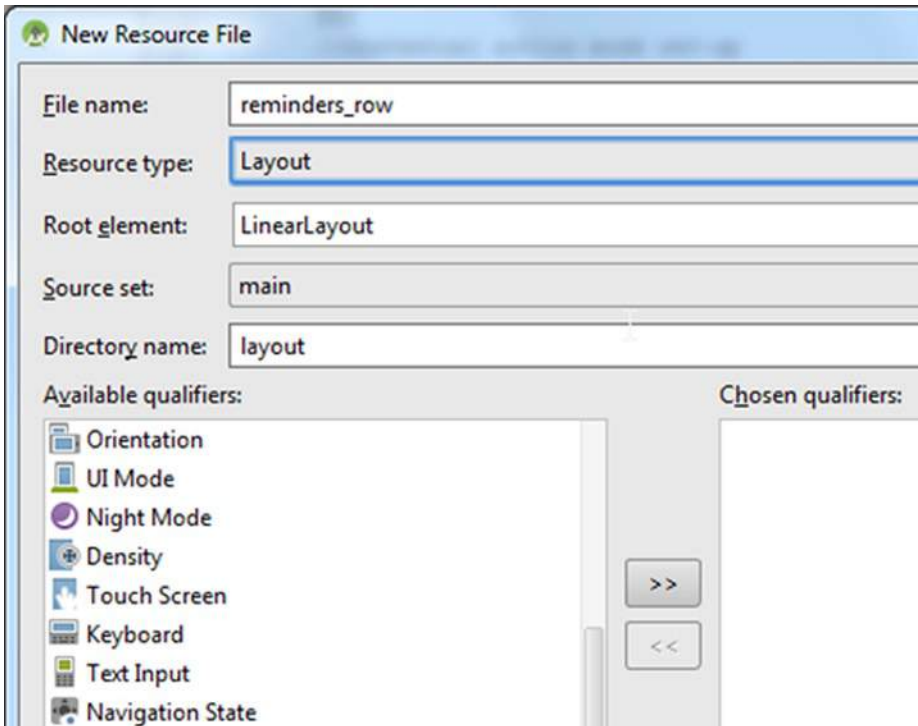 New Resource File
File name: reminders_row
Resource type: Layout
Root element: LinearLayout
Source set: main
Directory name: layout
Available qualifiers: Chosen qualifiers:
Orientation
UI Mode
Night Mode
Density
Touch Screen
>>
Keyboard
<<
Text Input
Navigation State